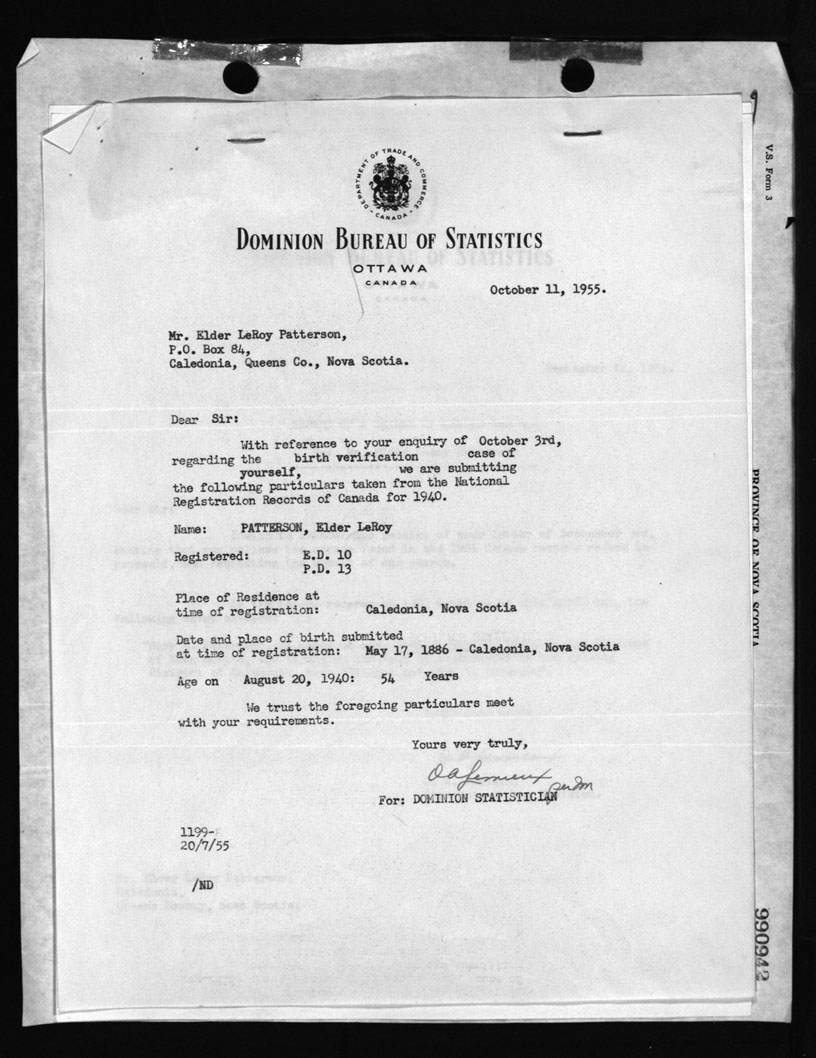 DEPARTMENT OF TRADE AND COMMERCE
CANADA
DOMINION BUREAU OF STATISTICS
OTTAWA
CANADA
October 11, 1955.
Mr. Elder LeRoy Patterson,
P.O. Box 84,
Caledonia, Queens Co., Nova Scotia.
Dear Sir:
With reference to your enquiry of October 3rd,
regarding the birth verification case of
yourself, we are submitting
the following particulars taken from the National
Registration Records of Canada for 1940.
Name: PATTERSON, Elder LeRoy
Registered: E.D. 10
P.D. 13
Place of Residence at
time of registration: Caledonia, Nova Scotia
Date and place of birth submitted
at time of registration: May 17, 1886 - Caledonia, Nova Scotia
Age on August 20, 1940: 54 Years
We trust the foregoing particulars meet
with your requirements.
Yours very truly,
O A Lemieux
For: DOMINION STATISTICIAN
1199-
20/7/55
/ND
V.S. Form 3
PROVINCE OF NOVA SCOTIA
990942